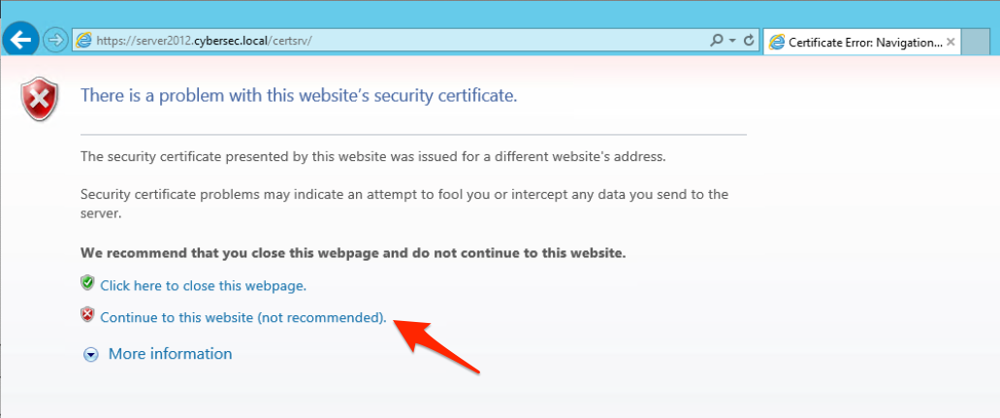 https://server2012.cybersec.local/certsrv/
Certificate Error: Navigation...
There is a problem with this website's security certificate.
The security certificate presented by this website was issued for a different website's address.
Security certificate problems may indicate an attempt to fool you or intercept any data you send to the
server.
We recommend that you close this webpage and do not continue to this website.
Click here to close this webpage.
Continue to this website (not recommended).
More information